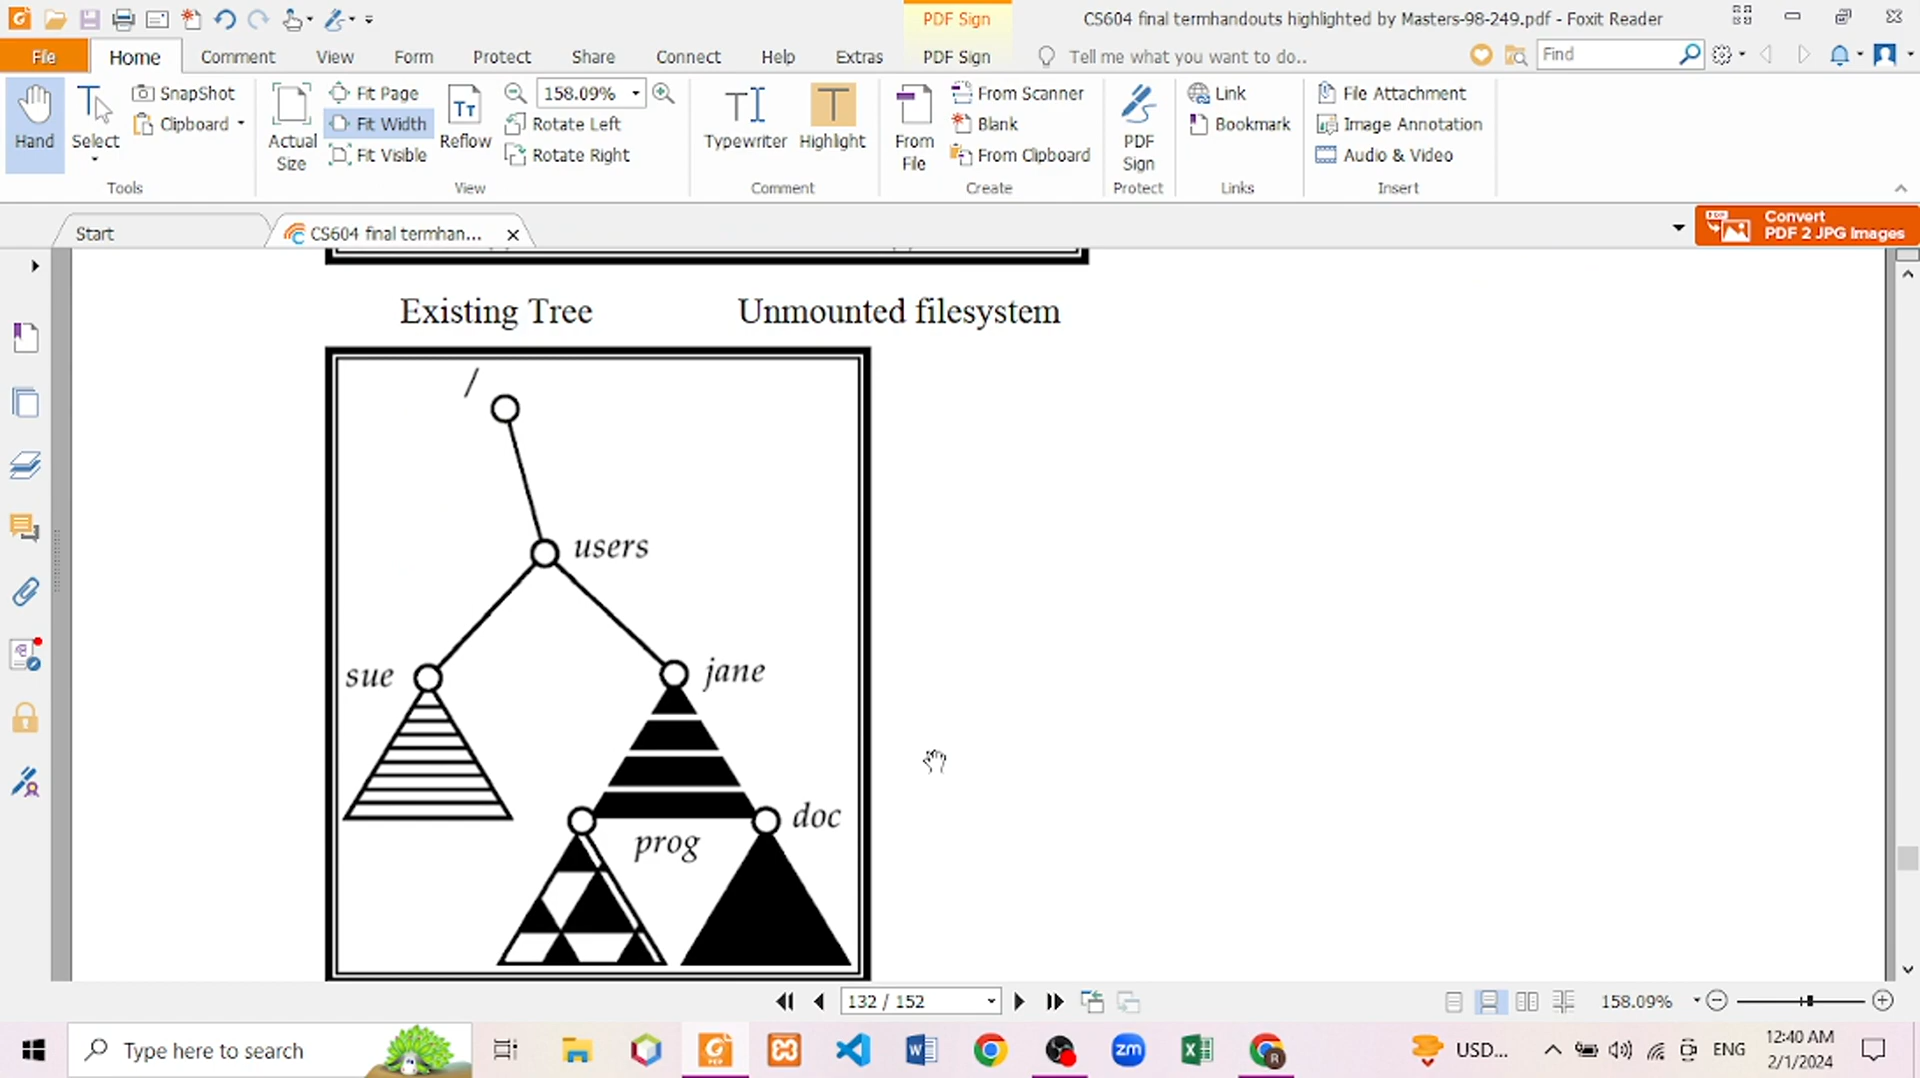 PDF Sign
CS604 final termhandouts highlighted by Masters-98-249.pdf - Foxit Reader
File
Home
Comment
View
Form
Protect
Share
Connect
Help
Extras
PDF Sign
Tell me what you want to do..
Find
Hand
Select
SnapShot
Clipboard
Tools
Actual Size
Fit Page
Fit Width
Fit Visible
Reflow
158.09%
Rotate Left
Rotate Right
View
Typewriter
Highlight
Comment
From File
From Scanner
Blank
From Clipboard
Create
PDF Sign
Protect
Link
Bookmark
Links
File Attachment
Image Annotation
Audio & Video
Insert
Start
CS604 final termhan...
Convert
PDF 2 JPG Images
Existing Tree
Unmounted filesystem
/
users
sue
jane
prog
doc
132 / 152
158.09%
Type here to search
zm
R
USD...
ENG
12:40 AM
2/1/2024